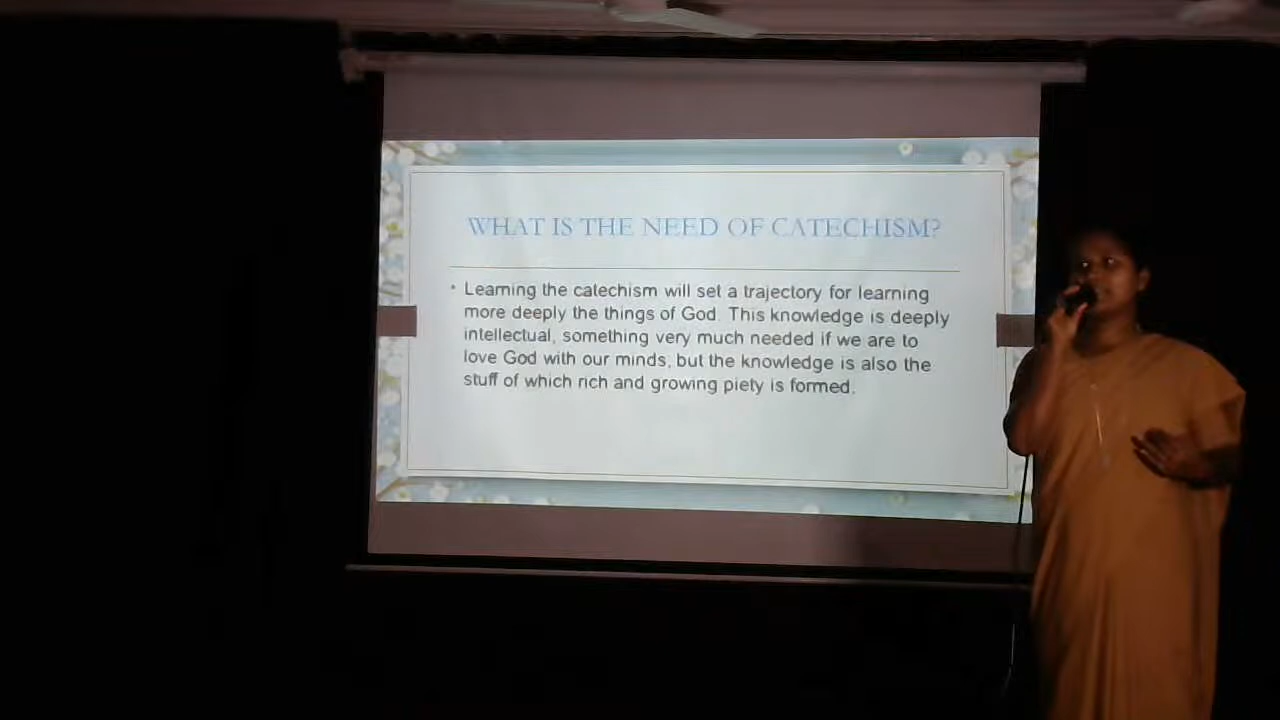 WHAT IS THE NEED OF CATECHISM?
• Learning the catechism will set a trajectory for learning
more deeply the things of God. This knowledge is deeply
intellectual, something very much needed if we are to
love God with our minds, but the knowledge is also the
stuff of which rich and growing piety is formed.